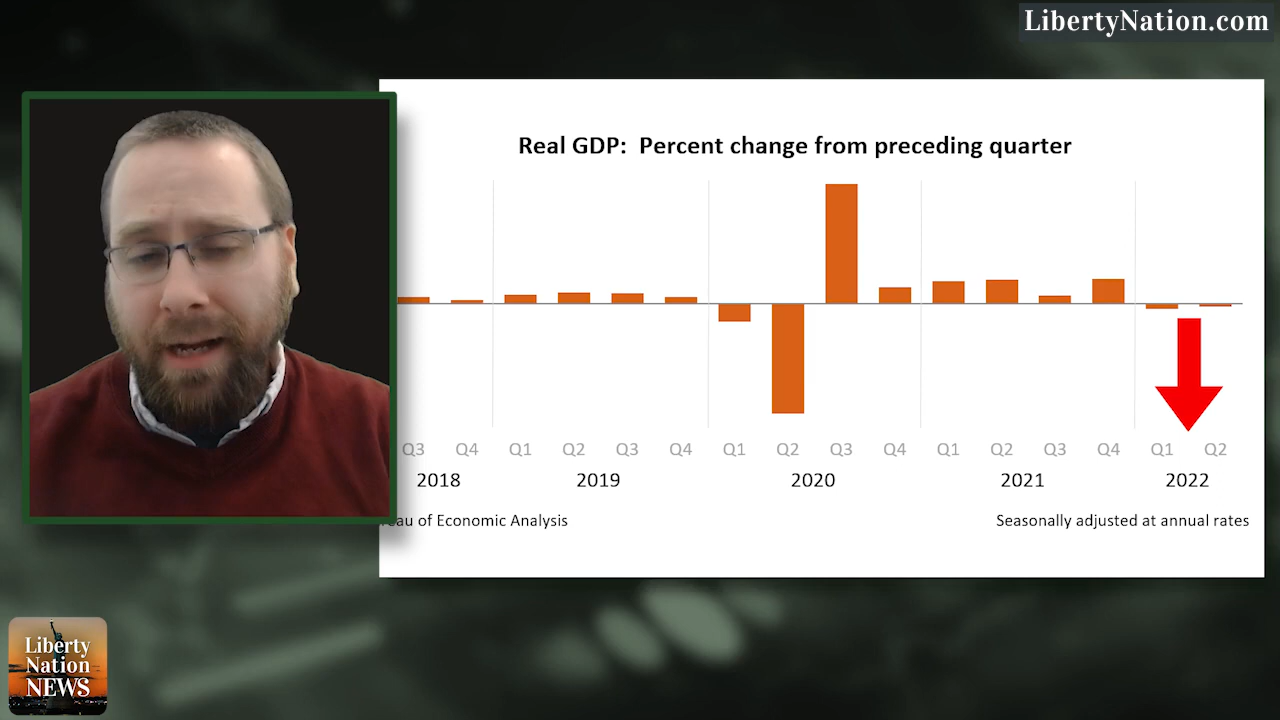 LibertyNation.com
Real GDP: Percent change from preceding quarter
Q3 Q4 Q1 Q2 Q3 Q4 Q1 Q2 Q3 Q4 Q1 Q2 Q3 Q4 Q1 Q2
2018 2019 2020 2021 2022
of Economic Analysis
Seasonally adjusted at annual rates
Liberty
Nation
NEWS